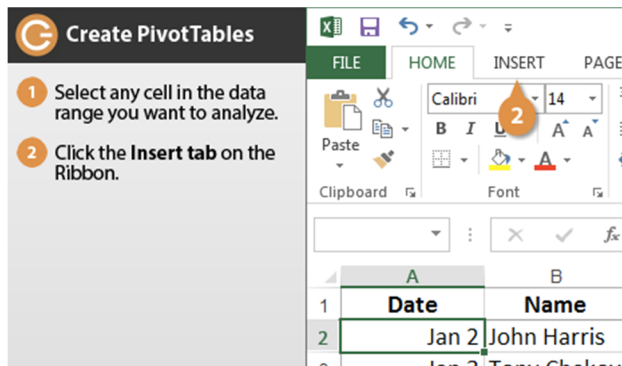 Create PivotTables
1 Select any cell in the data
range you want to analyze.
2 Click the Insert tab on the
Ribbon.
FILE HOME INSERT PAGE
Calibri 14
2
B I U A A
Paste
A
Clipboard Font
fx
A B
1 Date Name
2 Jan 2 John Harris